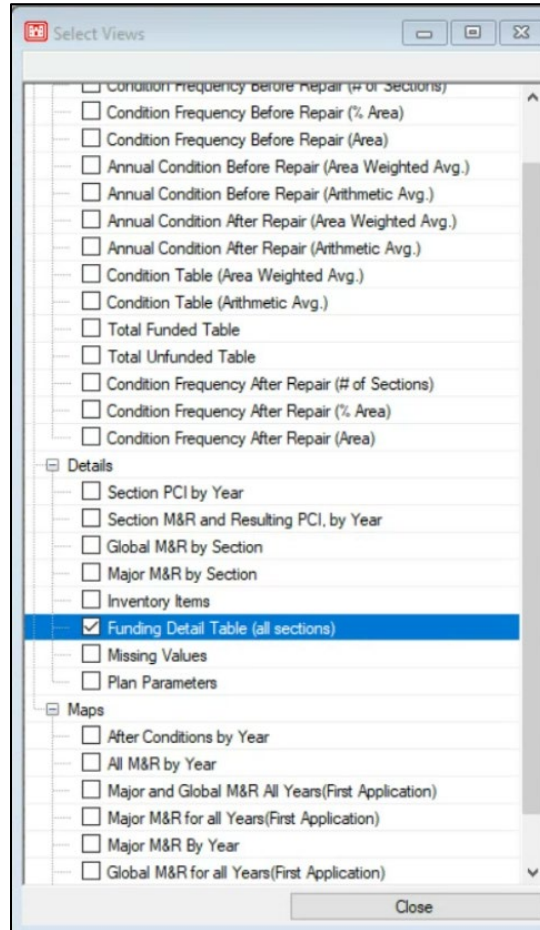 Select Views
Condition Frequency Before Repair (# of Sections)
Condition Frequency Before Repair (% Area)
Condition Frequency Before Repair (Area)
Annual Condition Before Repair (Area Weighted Avg.)
Annual Condition Before Repair (Arithmetic Avg.)
Annual Condition After Repair (Area Weighted Avg.)
Annual Condition After Repair (Arithmetic Avg.)
Condition Table (Area Weighted Avg.)
Condition Table (Arithmetic Avg.)
Total Funded Table
Total Unfunded Table
Condition Frequency After Repair (# of Sections)
Condition Frequency After Repair (% Area)
Condition Frequency After Repair (Area)
Details
Section PCI by Year
Section M&R and Resulting PCI, by Year
Global M&R by Section
Major M&R by Section
Inventory Items
Funding Detail Table (all sections)
Missing Values
Plan Parameters
Maps
After Conditions by Year
All M&R by Year
Major and Global M&R All Years(First Application)
Major M&R for all Years(First Application)
Major M&R By Year
Global M&R for all Years(First Application)
Close